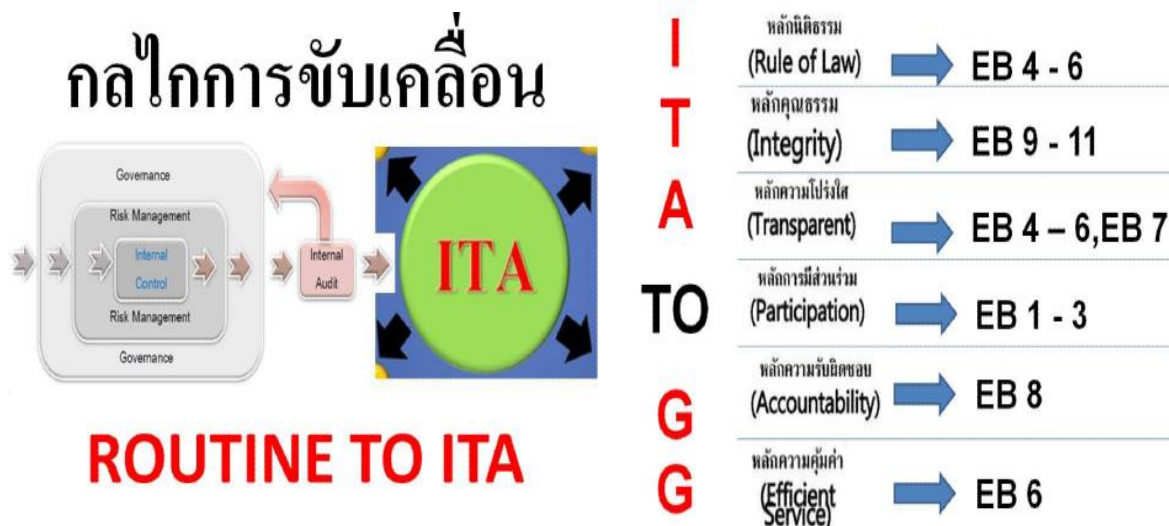 กลไกการขับเคลื่อน
Governance
Risk Management
Internal
Control
Risk Management
Governance
Internal
Audit
ITA
ROUTINE TO ITA
I
T
A
TO
G
G
หลักนิติธรรม
(Rule of Law)
EB 4 - 6
หลักคุณธรรม
(Integrity)
EB 9 - 11
หลักความโปร่งใส
(Transparent)
EB 4 – 6,EB 7
หลักการมีส่วนร่วม
(Participation)
EB 1 - 3
หลักความรับผิดชอบ
(Accountability)
EB 8
หลักความคุ้มค่า
(Efficient
Service)
EB 6